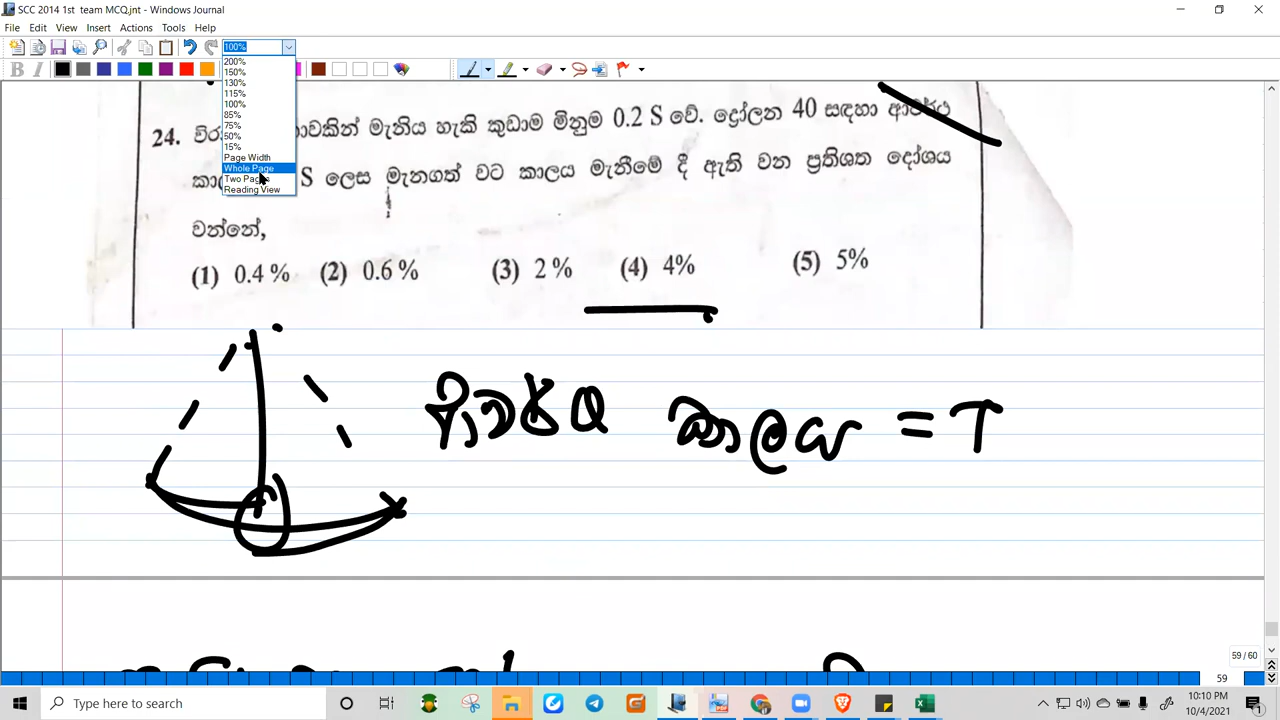 SCC 2014 1st team MCQ.jnt - Windows Journal
File Edit View Insert Actions Tools Help
100%
200%
150%
130%
115%
100%
85%
75%
50%
15%
Page Width
Whole Page
Two Pages
Reading View
24. විරා වකින් මැනිය හැකි කුඩාම මිනුම 0.2 S වේ. ද්‍රෝලන 40 සඳහා ආවර්ථ
කා S ලෙස මැනගත් වට කාලය මැනීමේ දී ඇති වන ප්‍රතිශත දෝශය
වන්නේ,
(1) 0.4 % (2) 0.6 % (3) 2 % (4) 4% (5) 5%
ආවර්ථ කාලය = T
59 / 60
59
Type here to search
10:10 PM
10/4/2021